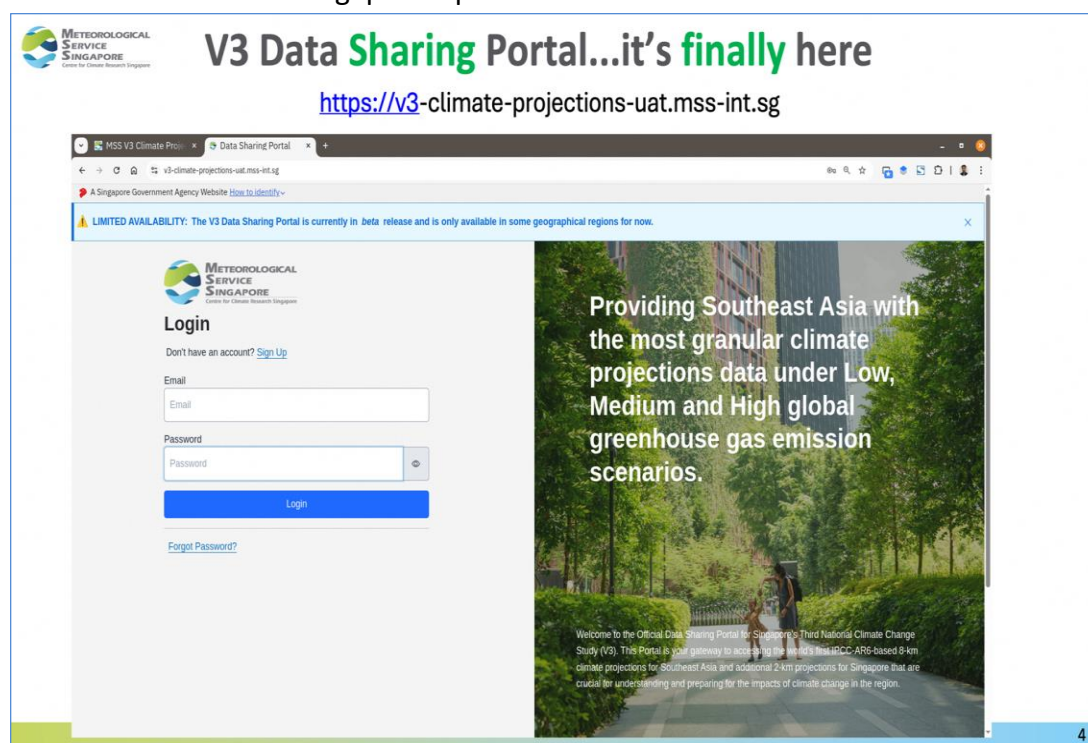 METEOROLOGICAL
SERVICE
SINGAPORE
Centre for Climate Research Singapore
V3 Data Sharing Portal...it's finally here
https://v3-climate-projections-uat.mss-int.sg
MSS V3 Climate Proje
Data Sharing Portal
v3-climate-projections-uat.mss-int.sg
A Singapore Government Agency Website How to identify
LIMITED AVAILABILITY: The V3 Data Sharing Portal is currently in beta release and is only available in some geographical regions for now.
METEOROLOGICAL
SERVICE
SINGAPORE
Centre for Climate Research Singapore
Login
Don't have an account? Sign Up
Email
Email
Password
Password
Login
Forgot Password?
Providing Southeast Asia with
the most granular climate
projections data under Low,
Medium and High global
greenhouse gas emission
scenarios.
Welcome to the Official Data Sharing Portal for Singapore's Third National Climate Change
Study (V3). This Portal is your gateway to accessing the world's first IPCC-AR6-based 8-km
climate projections for Southeast Asia and additional 2-km projections for Singapore that are
crucial for understanding and preparing for the impacts of climate change in the region.
4